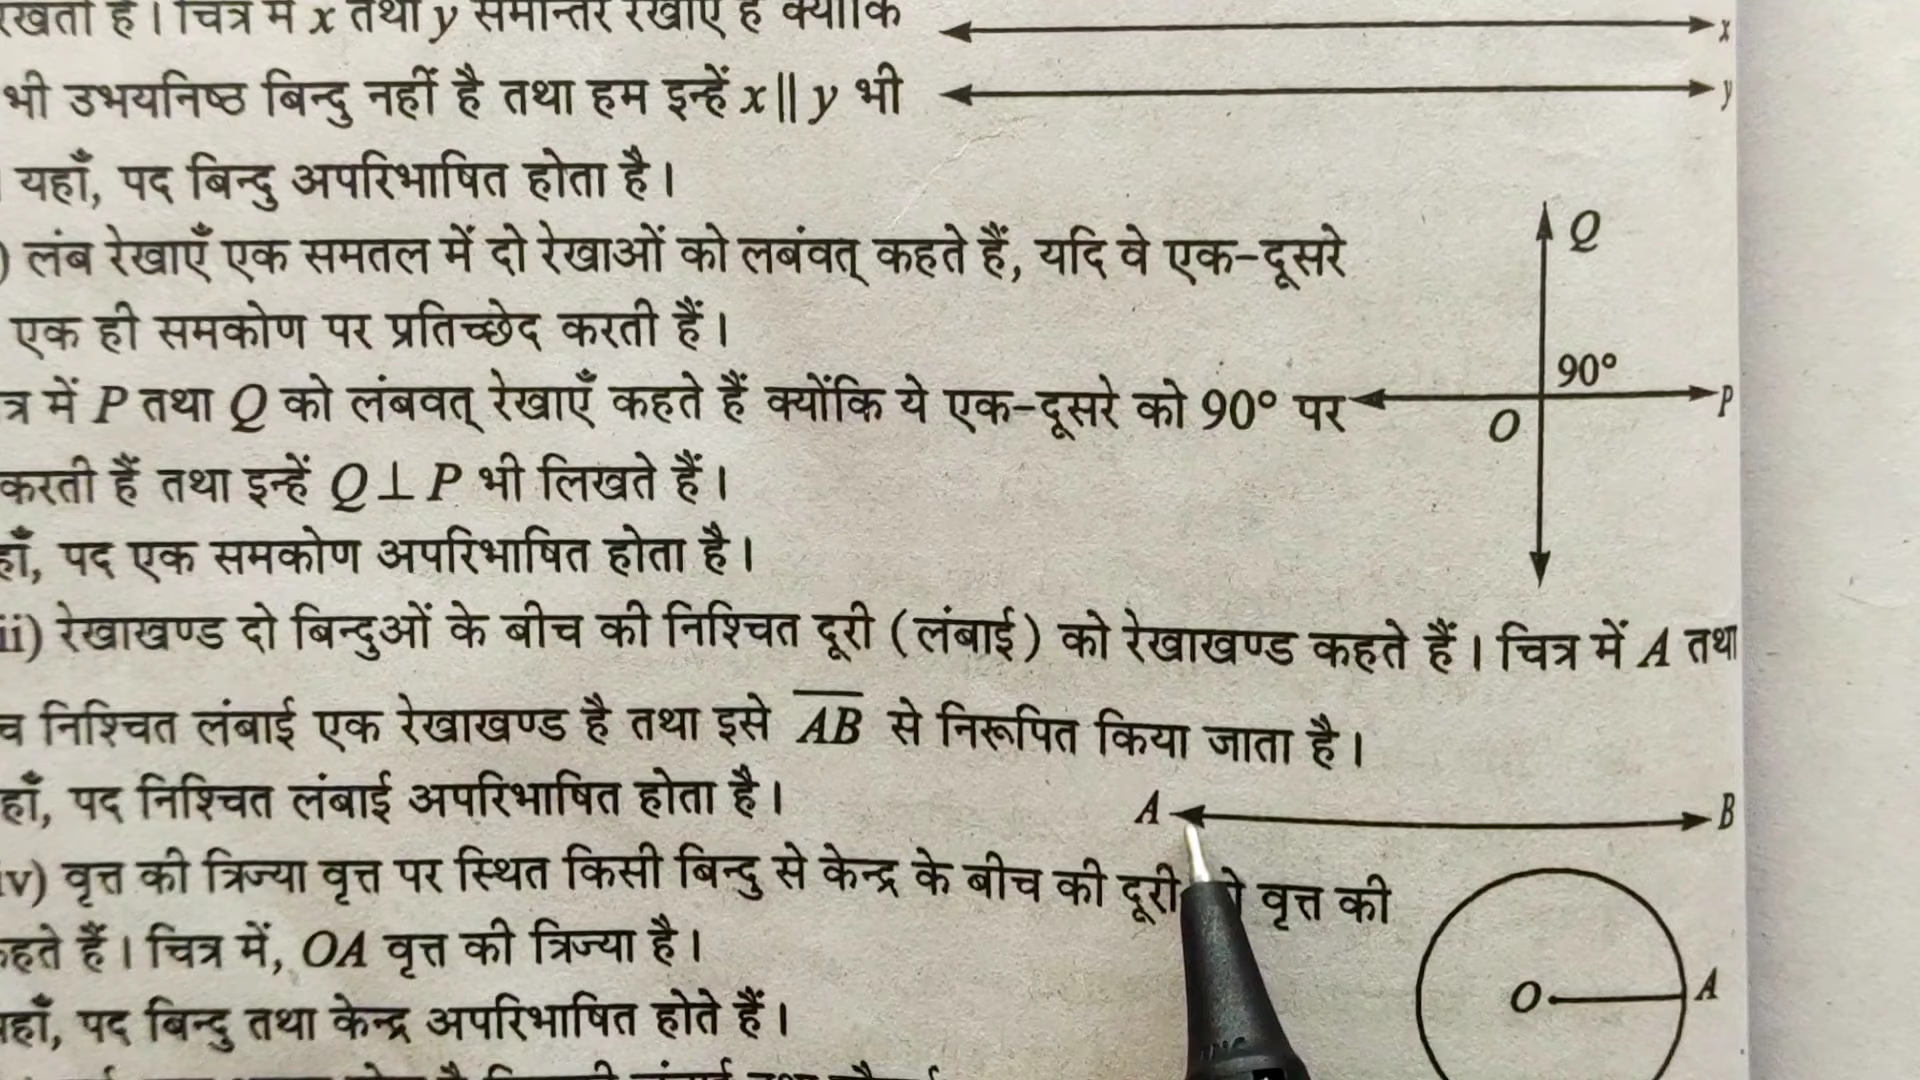 रखती है। चित्र में x तथा y समान्तर रेखाएँ हैं क्योंकि
x
भी उभयनिष्ठ बिन्दु नहीं है तथा हम इन्हें x || y भी
y
यहाँ, पद बिन्दु अपरिभाषित होता है।
Q
) लंब रेखाएँ एक समतल में दो रेखाओं को लबंवत् कहते हैं, यदि वे एक-दूसरे
एक ही समकोण पर प्रतिच्छेद करती हैं।
90°
त्र में P तथा Q को लंबवत् रेखाएँ कहते हैं क्योंकि ये एक-दूसरे को 90° पर
P
O
करती हैं तथा इन्हें Q ⊥ P भी लिखते हैं।
हाँ, पद एक समकोण अपरिभाषित होता है।
ii) रेखाखण्ड दो बिन्दुओं के बीच की निश्चित दूरी (लंबाई) को रेखाखण्ड कहते हैं। चित्र में A तथा
च निश्चित लंबाई एक रेखाखण्ड है तथा इसे AB से निरूपित किया जाता है।
हाँ, पद निश्चित लंबाई अपरिभाषित होता है।
A B
iv) वृत्त की त्रिज्या वृत्त पर स्थित किसी बिन्दु से केन्द्र के बीच की दूरी वृत्त की
हते हैं। चित्र में, OA वृत्त की त्रिज्या है।
O A
हाँ, पद बिन्दु तथा केन्द्र अपरिभाषित होते हैं।